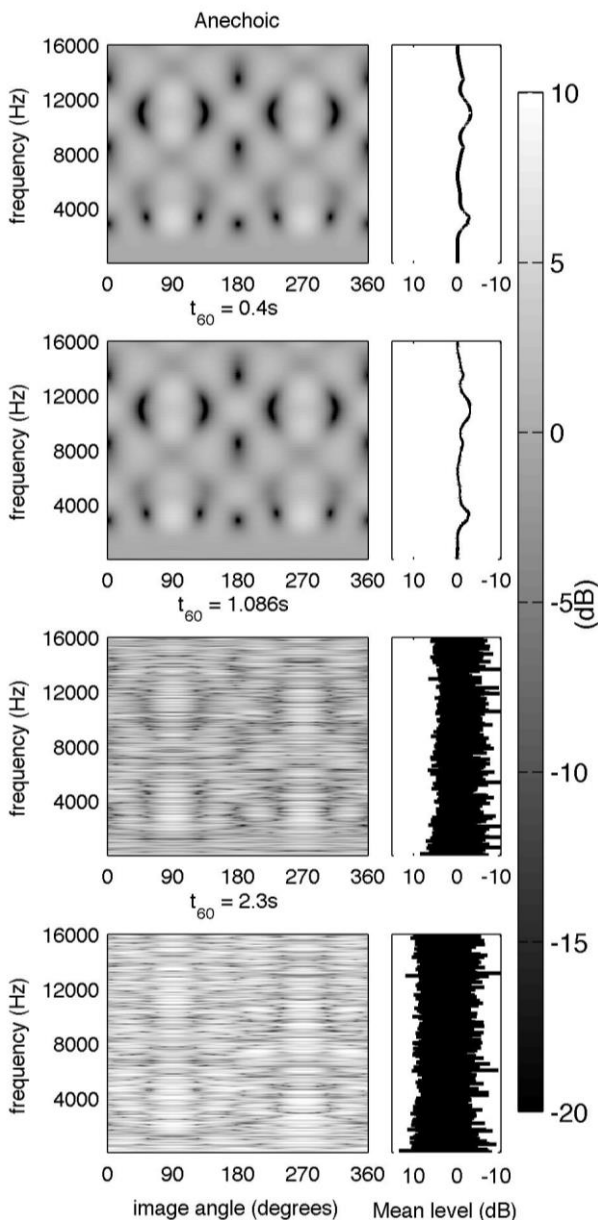 Anechoic
frequency (Hz)
16000
12000
8000
4000
0 90 180 270 360
10 0 -10
t60 = 0.4s
frequency (Hz)
16000
12000
8000
4000
0 90 180 270 360
10 0 -10
t60 = 1.086s
frequency (Hz)
16000
12000
8000
4000
0 90 180 270 360
10 0 -10
t60 = 2.3s
frequency (Hz)
16000
12000
8000
4000
0 90 180 270 360
10 0 -10
image angle (degrees)
Mean level (dB)
10
5
0
-5
-10
-15
-20
(dB)